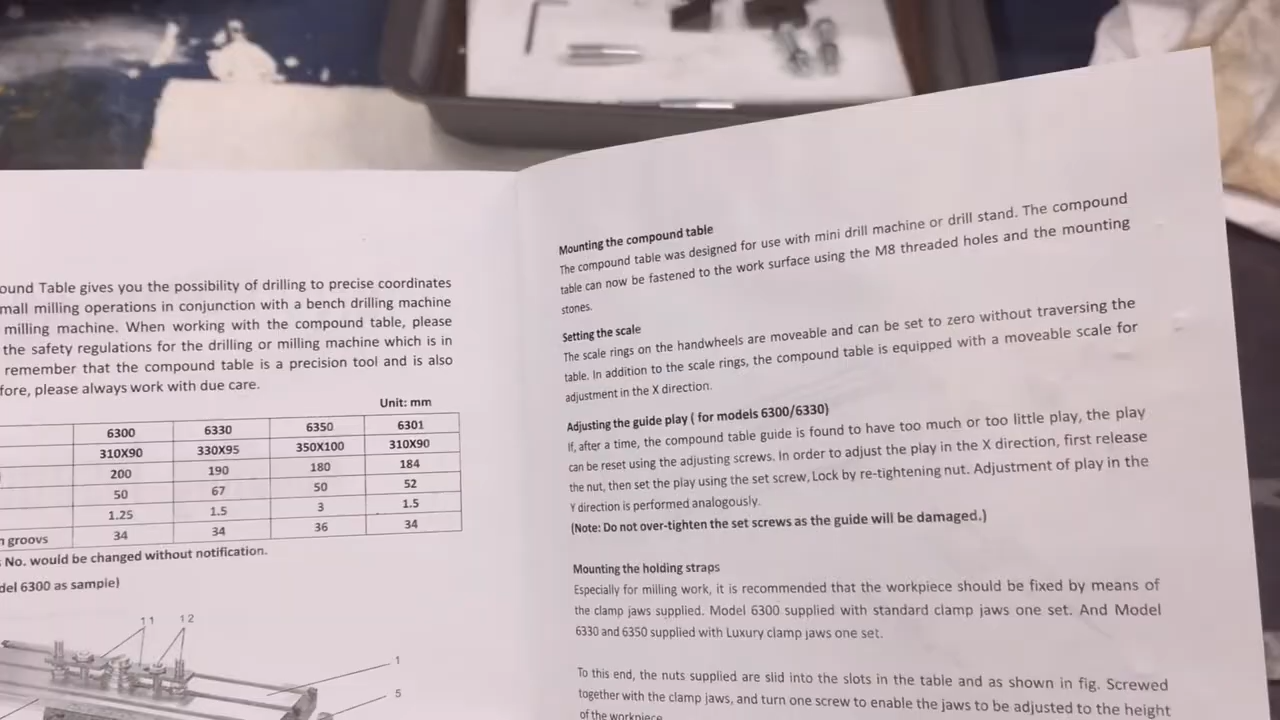 ound Table gives you the possibility of drilling to precise coordinates
mall milling operations in conjunction with a bench drilling machine
milling machine. When working with the compound table, please
the safety regulations for the drilling or milling machine which is in
remember that the compound table is a precision tool and is also
fore, please always work with due care.
Unit: mm
6300 6330 6350 6301
310X90 330X95 350X100 310X90
200 190 180 184
50 67 50 52
1.25 1.5 3 1.5
n groovs 34 34 36 34
No. would be changed without notification.
del 6300 as sample)
11 12
1
5
Mounting the compound table
The compound table was designed for use with mini drill machine or drill stand. The compound
table can now be fastened to the work surface using the M8 threaded holes and the mounting
stones.
Setting the scale
The scale rings on the handwheels are moveable and can be set to zero without traversing the
table. In addition to the scale rings, the compound table is equipped with a moveable scale for
adjustment in the X direction.
Adjusting the guide play ( for models 6300/6330)
If, after a time, the compound table guide is found to have too much or too little play, the play
can be reset using the adjusting screws. In order to adjust the play in the X direction, first release
the nut, then set the play using the set screw, Lock by re-tightening nut. Adjustment of play in the
Y direction is performed analogously.
(Note: Do not over-tighten the set screws as the guide will be damaged.)
Mounting the holding straps
Especially for milling work, it is recommended that the workpiece should be fixed by means of
the clamp jaws supplied. Model 6300 supplied with standard clamp jaws one set. And Model
6330 and 6350 supplied with Luxury clamp jaws one set.
To this end, the nuts supplied are slid into the slots in the table and as shown in fig. Screwed
together with the clamp jaws, and turn one screw to enable the jaws to be adjusted to the height
of the workpiece